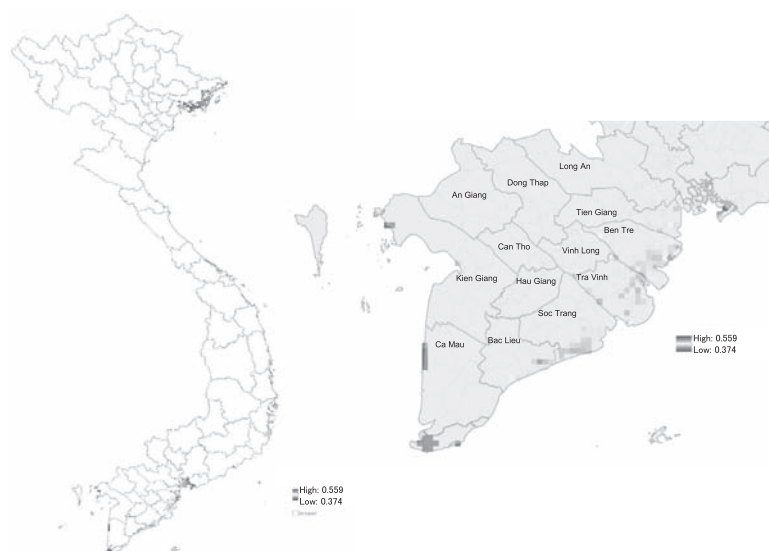 High: 0.559
Low: 0.374
Long An
Dong Thap
An Giang
Tien Giang
Ben Tre
Can Tho
Vinh Long
Kien Giang
Hau Giang
Tra Vinh
Soc Trang
Ca Mau
Bac Lieu
High: 0.559
Low: 0.374